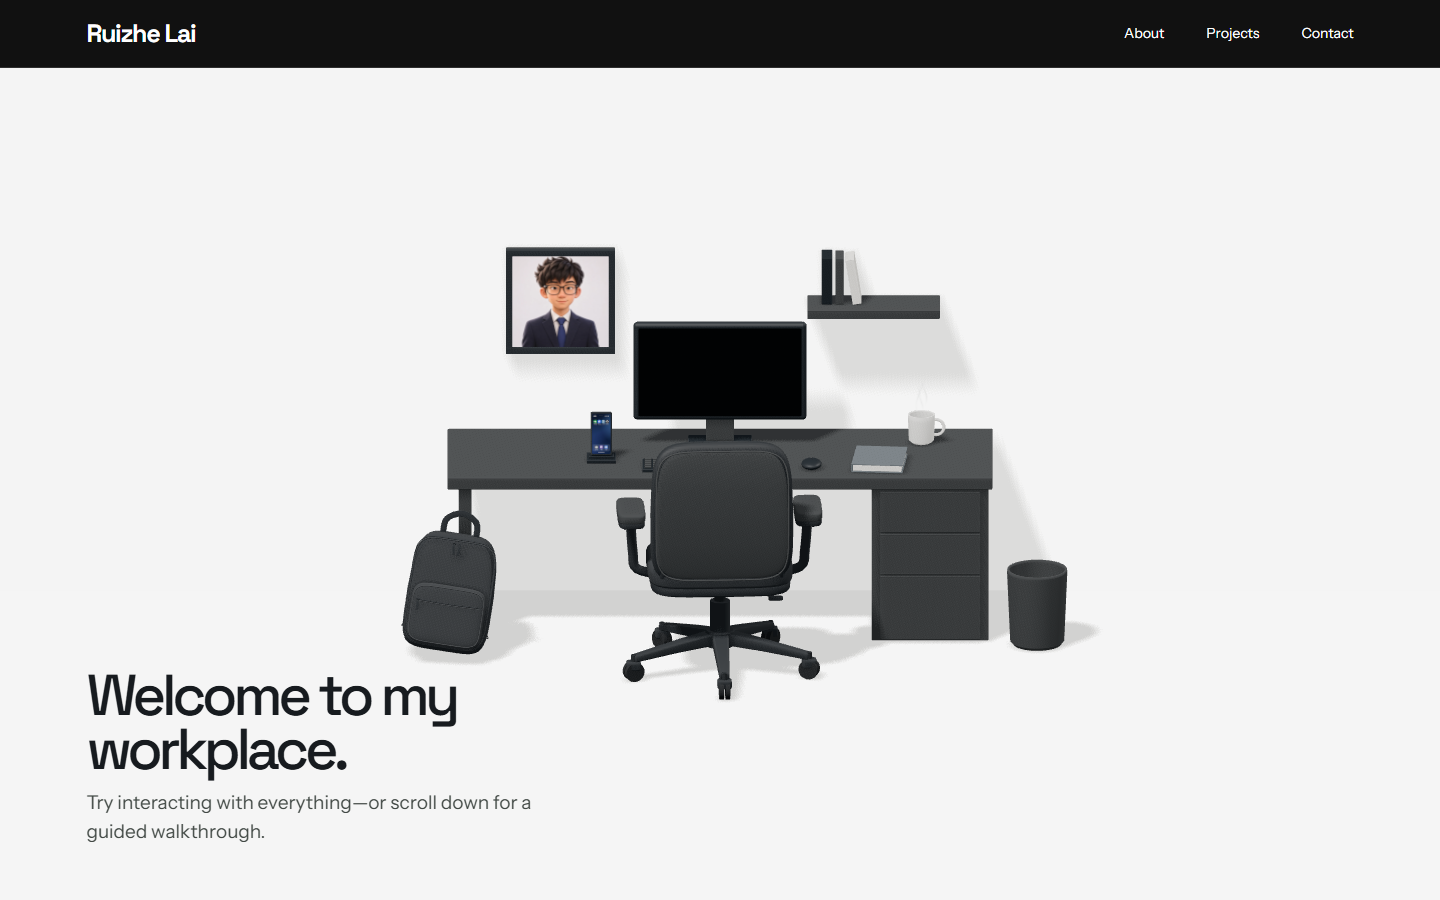 Ruizhe Lai
About
Projects
Contact
Welcome to my
workplace.
Try interacting with everything—or scroll down for a
guided walkthrough.